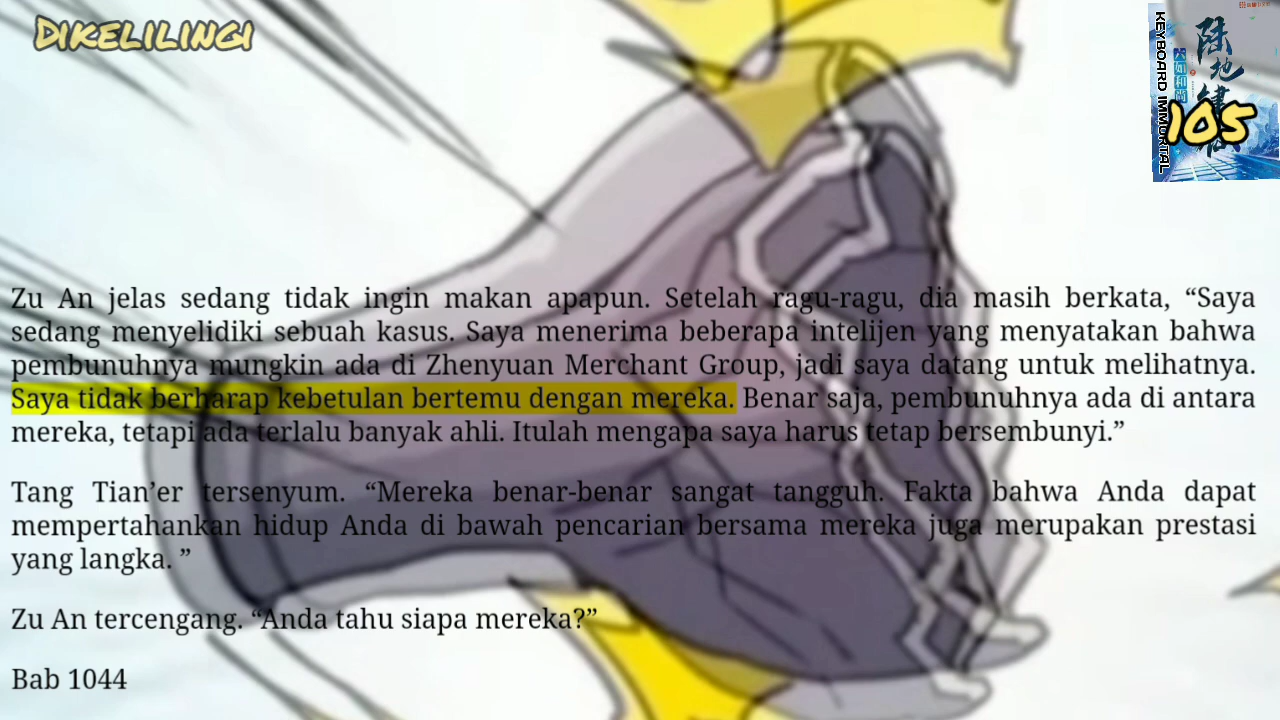 DIKELILINGI
KEYBOARD IMMORTAL
105
Zu An jelas sedang tidak ingin makan apapun. Setelah ragu-ragu, dia masih berkata, “Saya
sedang menyelidiki sebuah kasus. Saya menerima beberapa intelijen yang menyatakan bahwa
pembunuhnya mungkin ada di Zhenyuan Merchant Group, jadi saya datang untuk melihatnya.
Saya tidak berharap kebetulan bertemu dengan mereka. Benar saja, pembunuhnya ada di antara
mereka, tetapi ada terlalu banyak ahli. Itulah mengapa saya harus tetap bersembunyi.”
Tang Tian’er tersenyum. “Mereka benar-benar sangat tangguh. Fakta bahwa Anda dapat
mempertahankan hidup Anda di bawah pencarian bersama mereka juga merupakan prestasi
yang langka. ”
Zu An tercengang. “Anda tahu siapa mereka?”
Bab 1044